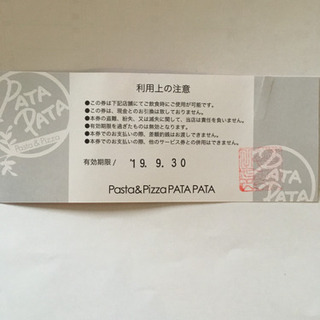 PATA
PATA
Pasta&Pizza
利用上の注意
●この券は下記店舗にてご飲食時にご使用が可能です。
●この券は、現金とのお引換は致しておりません。
●本券の盗難、紛失、又は滅失に関して、当店は責任を負いません。
●有効期限を過ぎたものは無効となります。
●本券でのお支払いの際、差額釣銭はお渡しできません。
●本券でのお支払いの際、他のサービス券との併用はできません。
有効期限/ '19.9.30
Pasta&Pizza PATA PATA
PATA
PATA